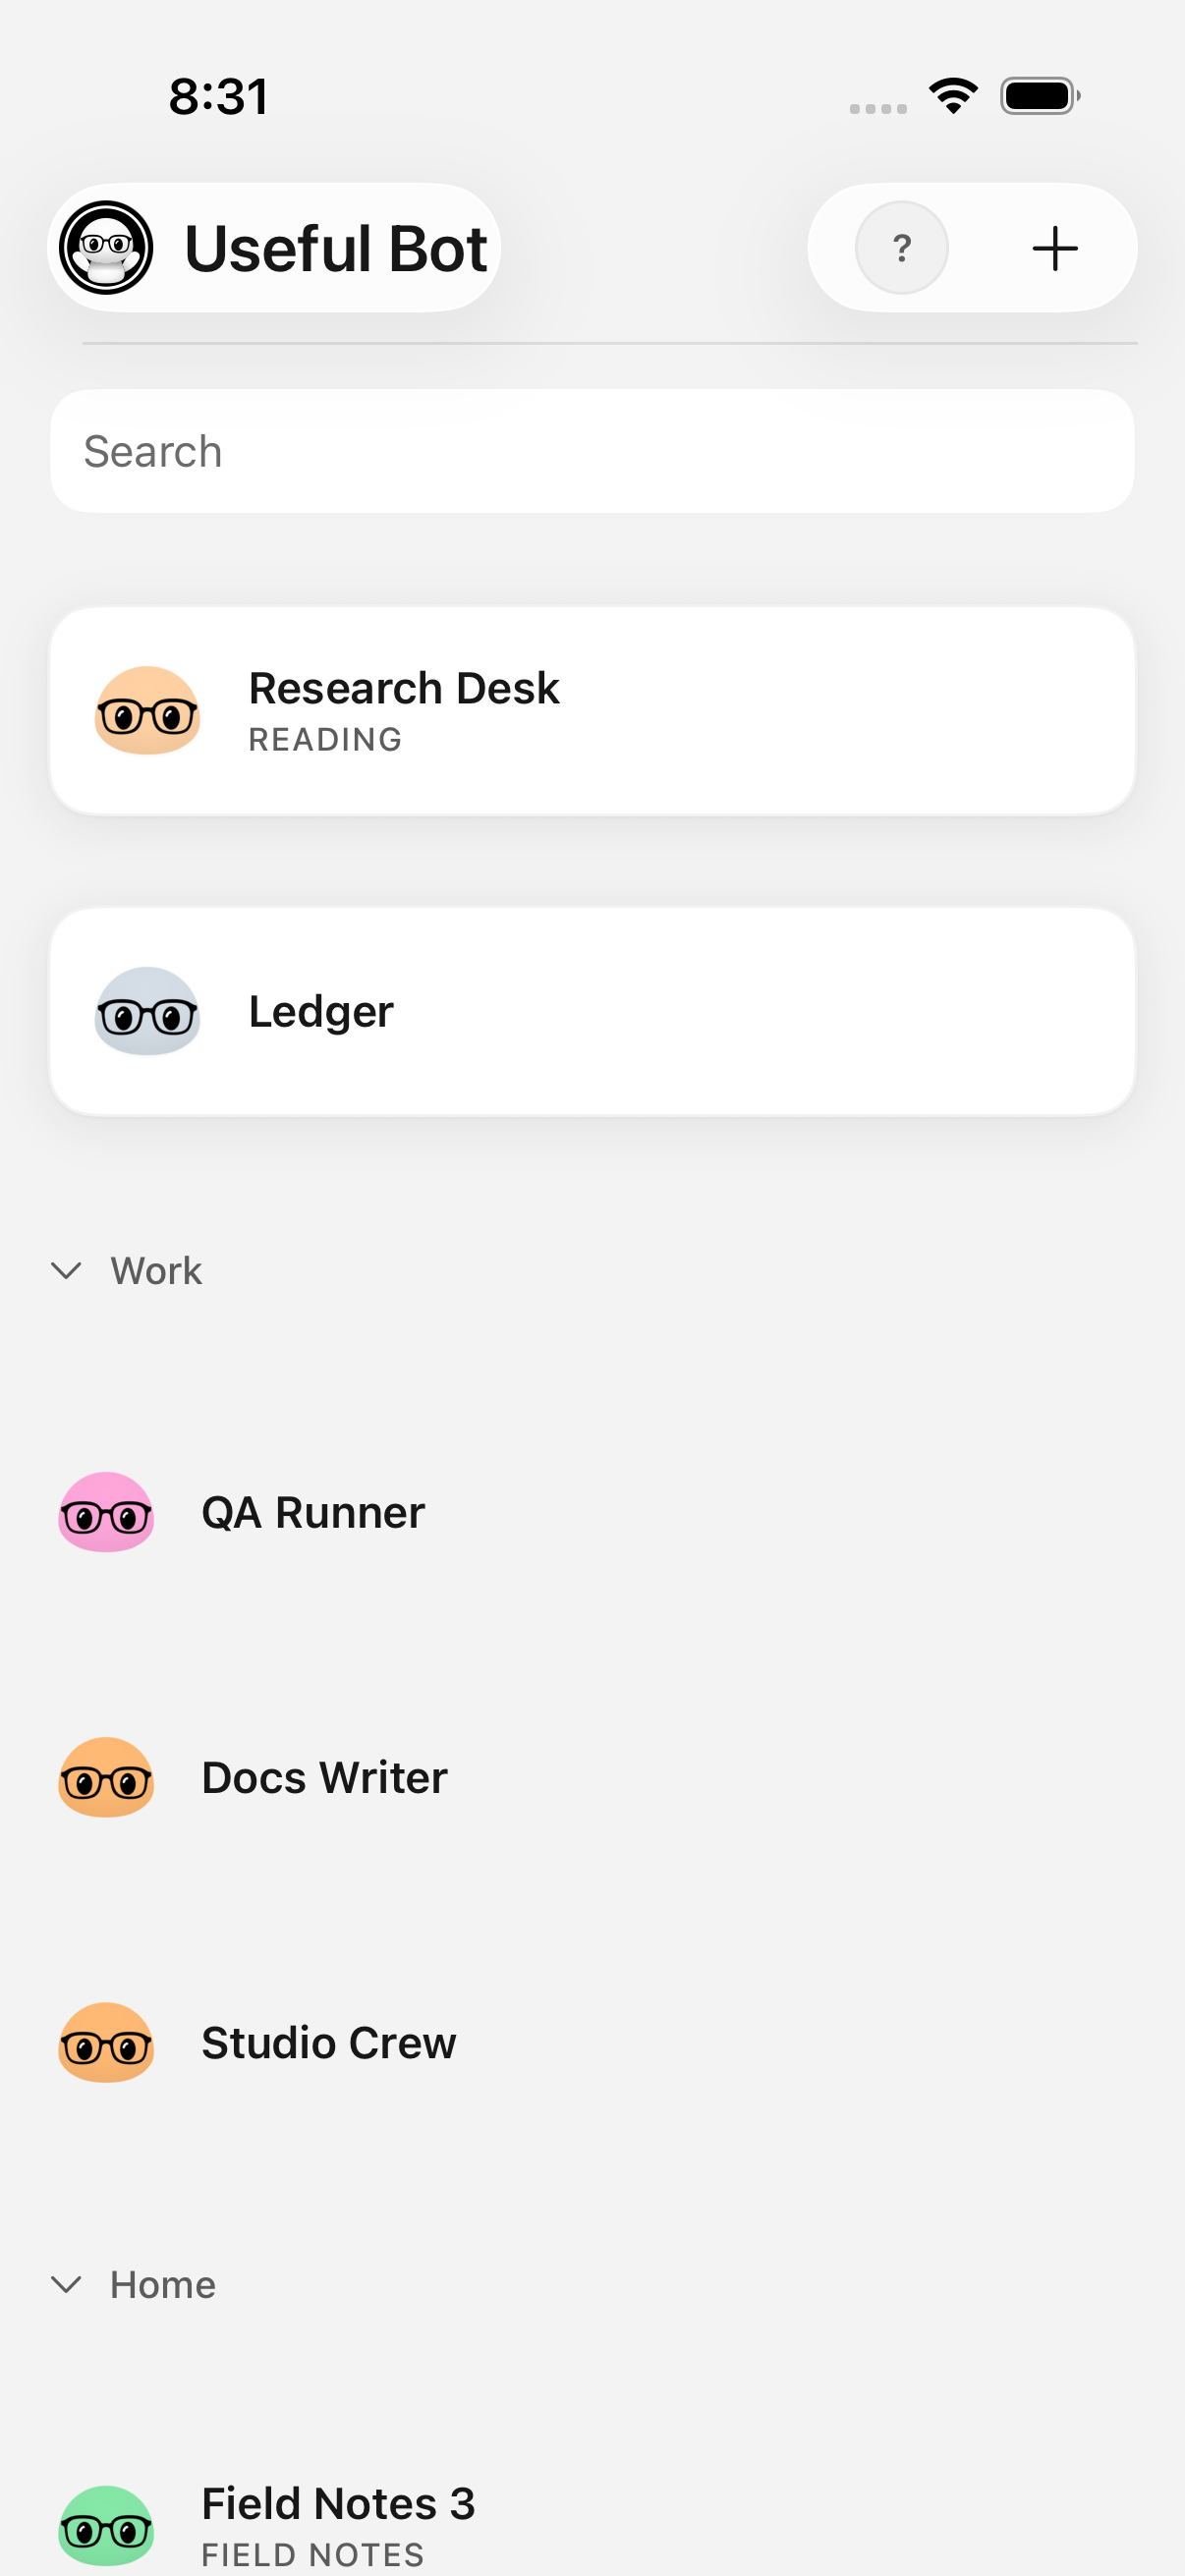 8:31
Useful Bot
?
Search
Research Desk
READING
Ledger
Work
QA Runner
Docs Writer
Studio Crew
Home
Field Notes 3
FIELD NOTES